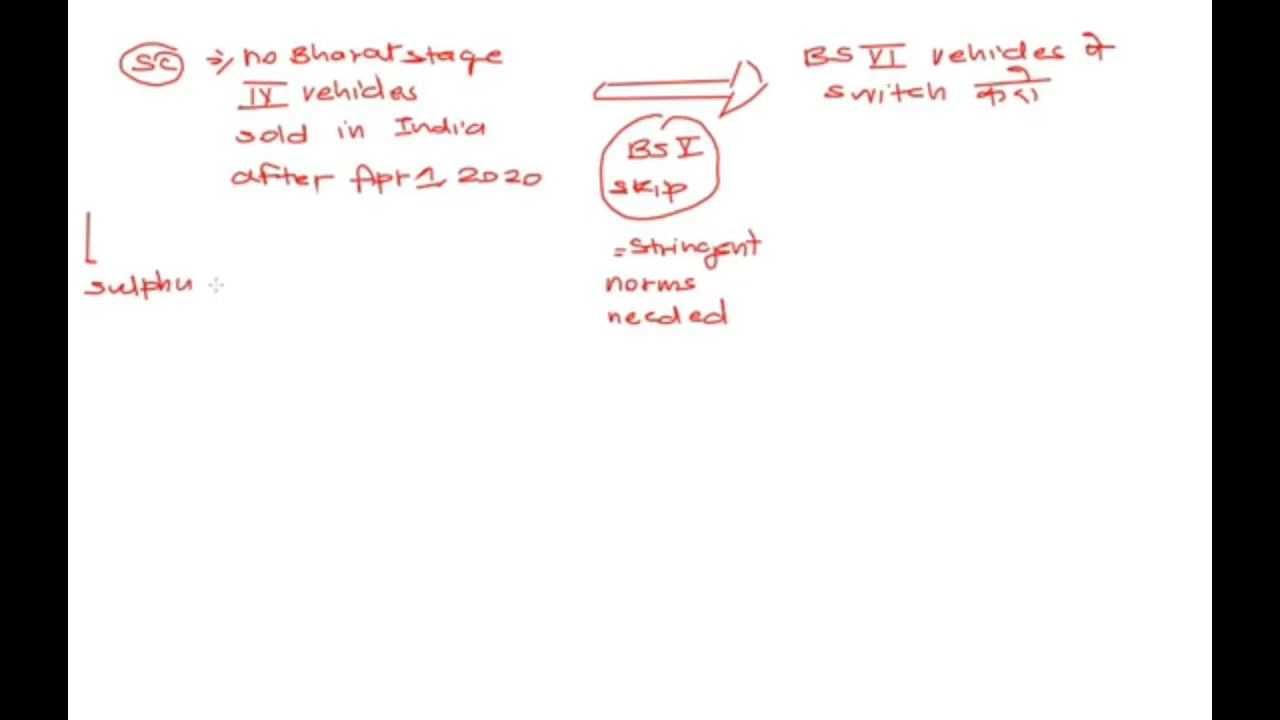 SC ⇒ no Bharat stage
IV vehicles
sold in India
after Apr 1, 2020
BS V
skip
= stringent
norms
needed
BS VI vehicles पे
switch करो
sulphu